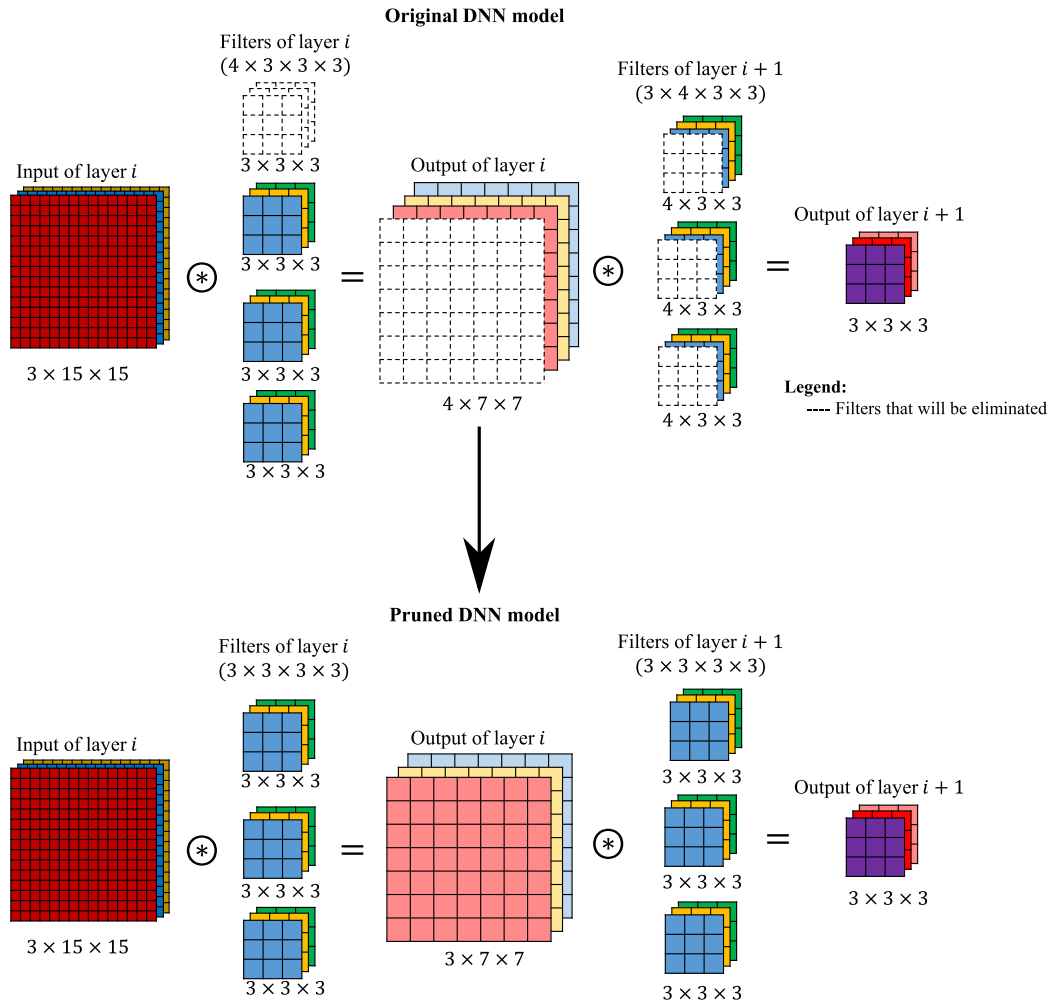 Original DNN model
Filters of layer i
(4 × 3 × 3 × 3)
3 × 3 × 3
Input of layer i
3 × 15 × 15
⊛
3 × 3 × 3
3 × 3 × 3
3 × 3 × 3
=
Output of layer i
4 × 7 × 7
⊛
Filters of layer i + 1
(3 × 4 × 3 × 3)
4 × 3 × 3
4 × 3 × 3
4 × 3 × 3
=
Output of layer i + 1
3 × 3 × 3
Legend:
---- Filters that will be eliminated
Pruned DNN model
Filters of layer i
(3 × 3 × 3 × 3)
Input of layer i
3 × 15 × 15
⊛
3 × 3 × 3
3 × 3 × 3
3 × 3 × 3
=
Output of layer i
3 × 7 × 7
⊛
Filters of layer i + 1
(3 × 3 × 3 × 3)
3 × 3 × 3
3 × 3 × 3
3 × 3 × 3
=
Output of layer i + 1
3 × 3 × 3